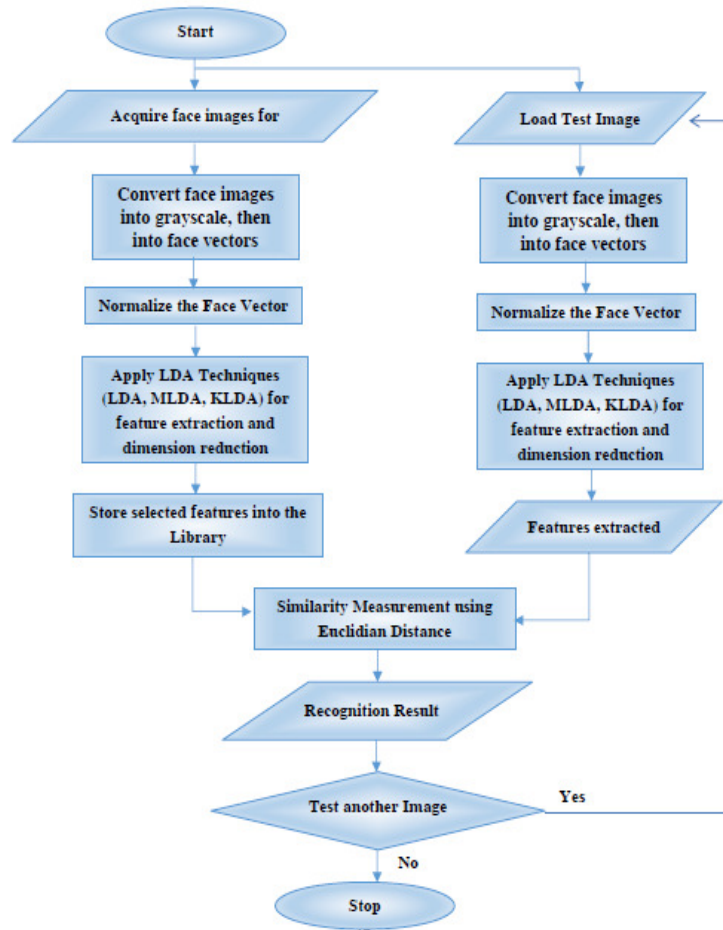 Start
Acquire face images for
Convert face images
into grayscale, then
into face vectors
Normalize the Face Vector
Apply LDA Techniques
(LDA, MLDA, KLDA) for
feature extraction and
dimension reduction
Store selected features into the
Library
Load Test Image
Convert face images
into grayscale, then
into face vectors
Normalize the Face Vector
Apply LDA Techniques
(LDA, MLDA, KLDA) for
feature extraction and
dimension reduction
Features extracted
Similarity Measurement using
Euclidian Distance
Recognition Result
Test another Image
Yes
No
Stop